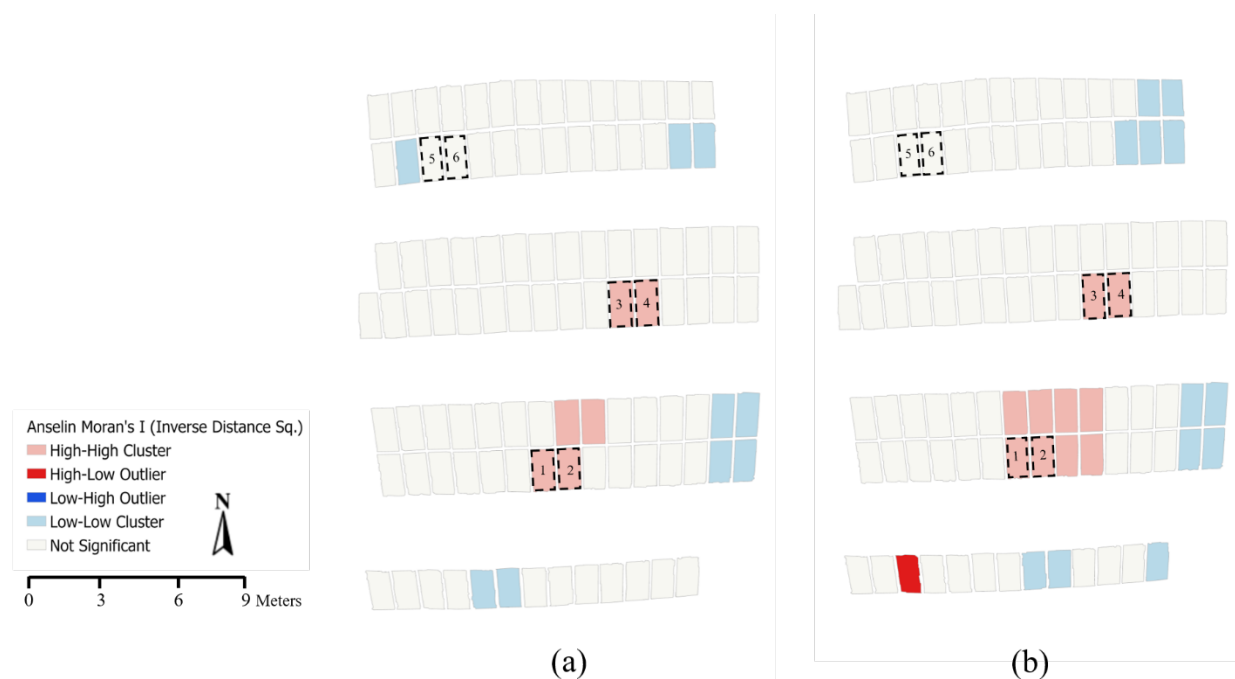 5 6
5 6
3 4
3 4
1 2
1 2
Anselin Moran's I (Inverse Distance Sq.)
High-High Cluster
High-Low Outlier
Low-High Outlier
Low-Low Cluster
Not Significant
N
0 3 6 9 Meters
(a)
(b)